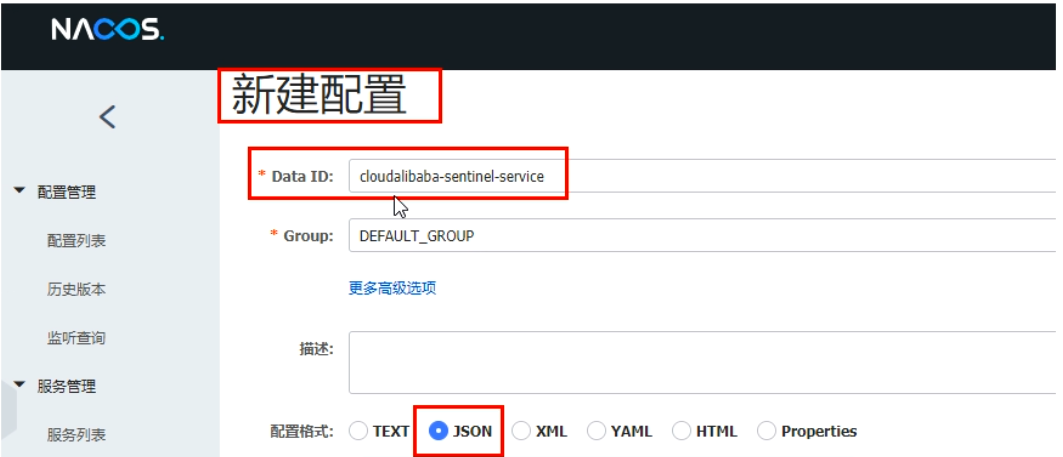 NACOS.
新建配置
配置管理
配置列表
历史版本
监听查询
服务管理
服务列表
* Data ID: cloudalibaba-sentinel-service
* Group: DEFAULT_GROUP
更多高级选项
描述:
配置格式: TEXT JSON XML YAML HTML Properties